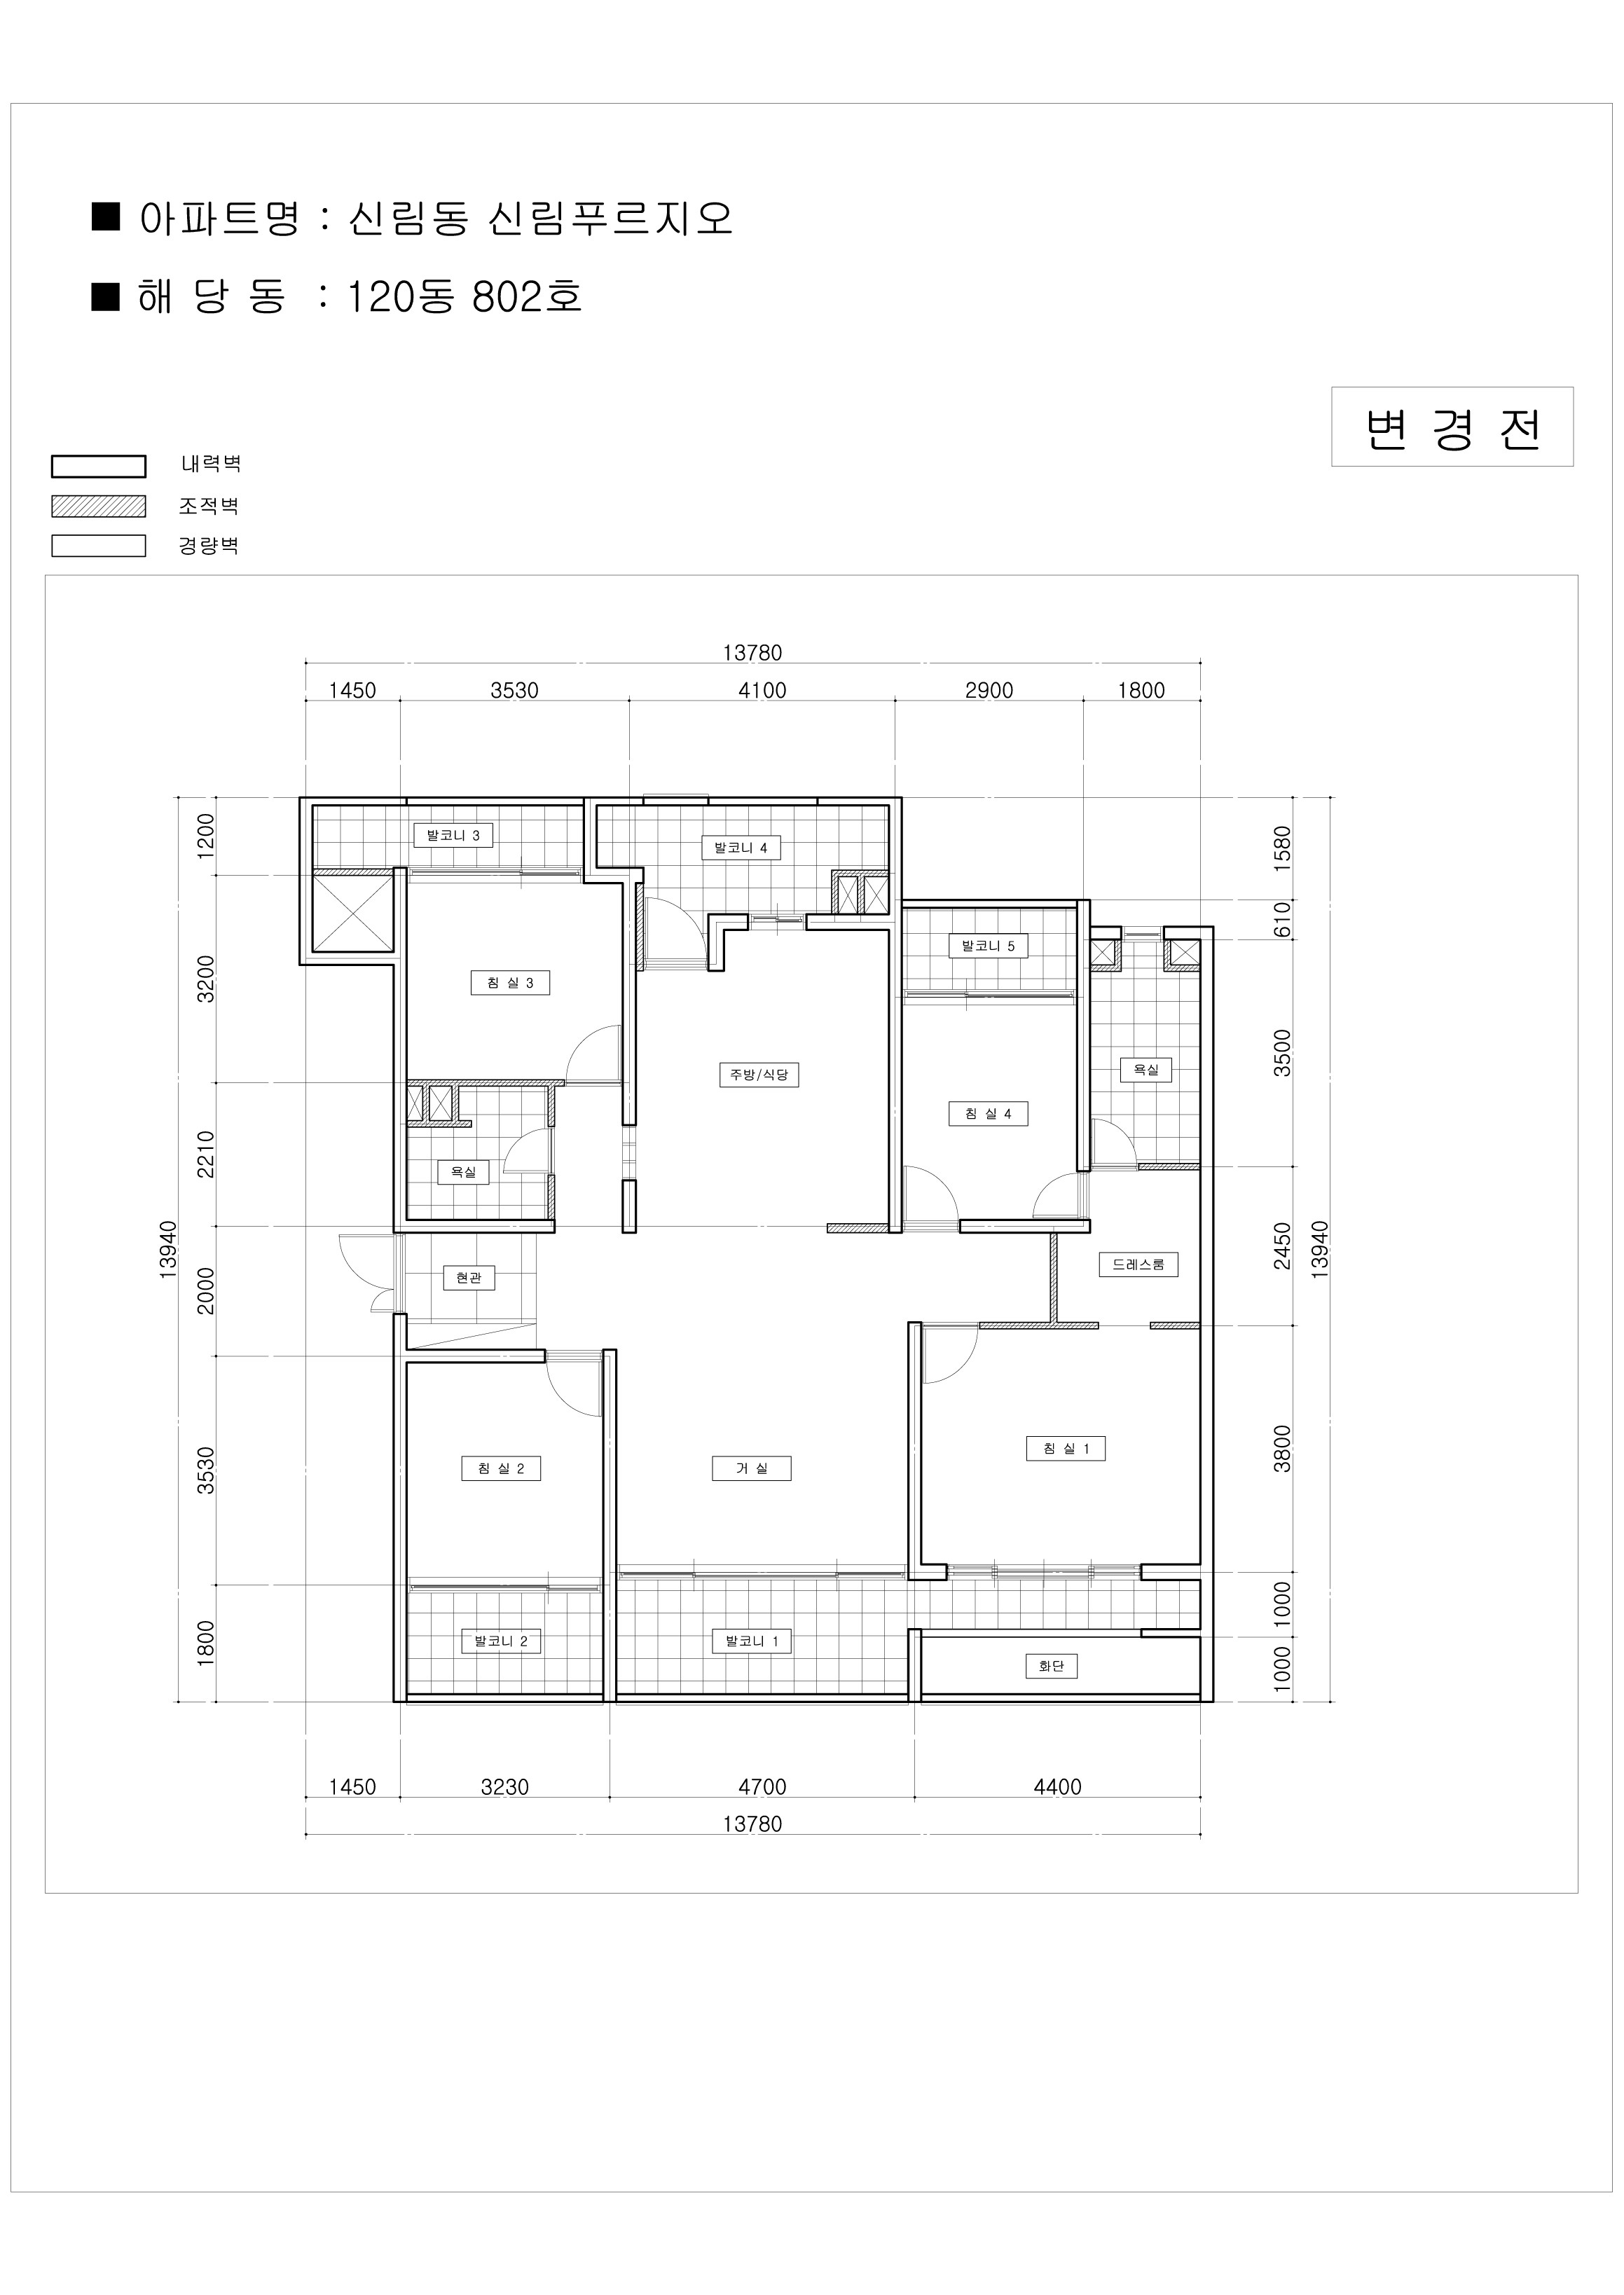 ■ 아파트명 : 신림동 신림푸르지오
■ 해 당 동 : 120동 802호
변 경 전
내력벽
조적벽
경량벽
13780
1450 3530 4100 2900 1800
발코니 3
발코니 4
발코니 5
침 실 3
주방/식당
침 실 4
욕실
욕실
현관
드레스룸
침 실 2
거 실
침 실 1
발코니 2
발코니 1
화단
1200
3200
2210
2000
3530
1800
13940
1580
610
3500
2450
3800
1000
1000
13940
1450 3230 4700 4400
13780